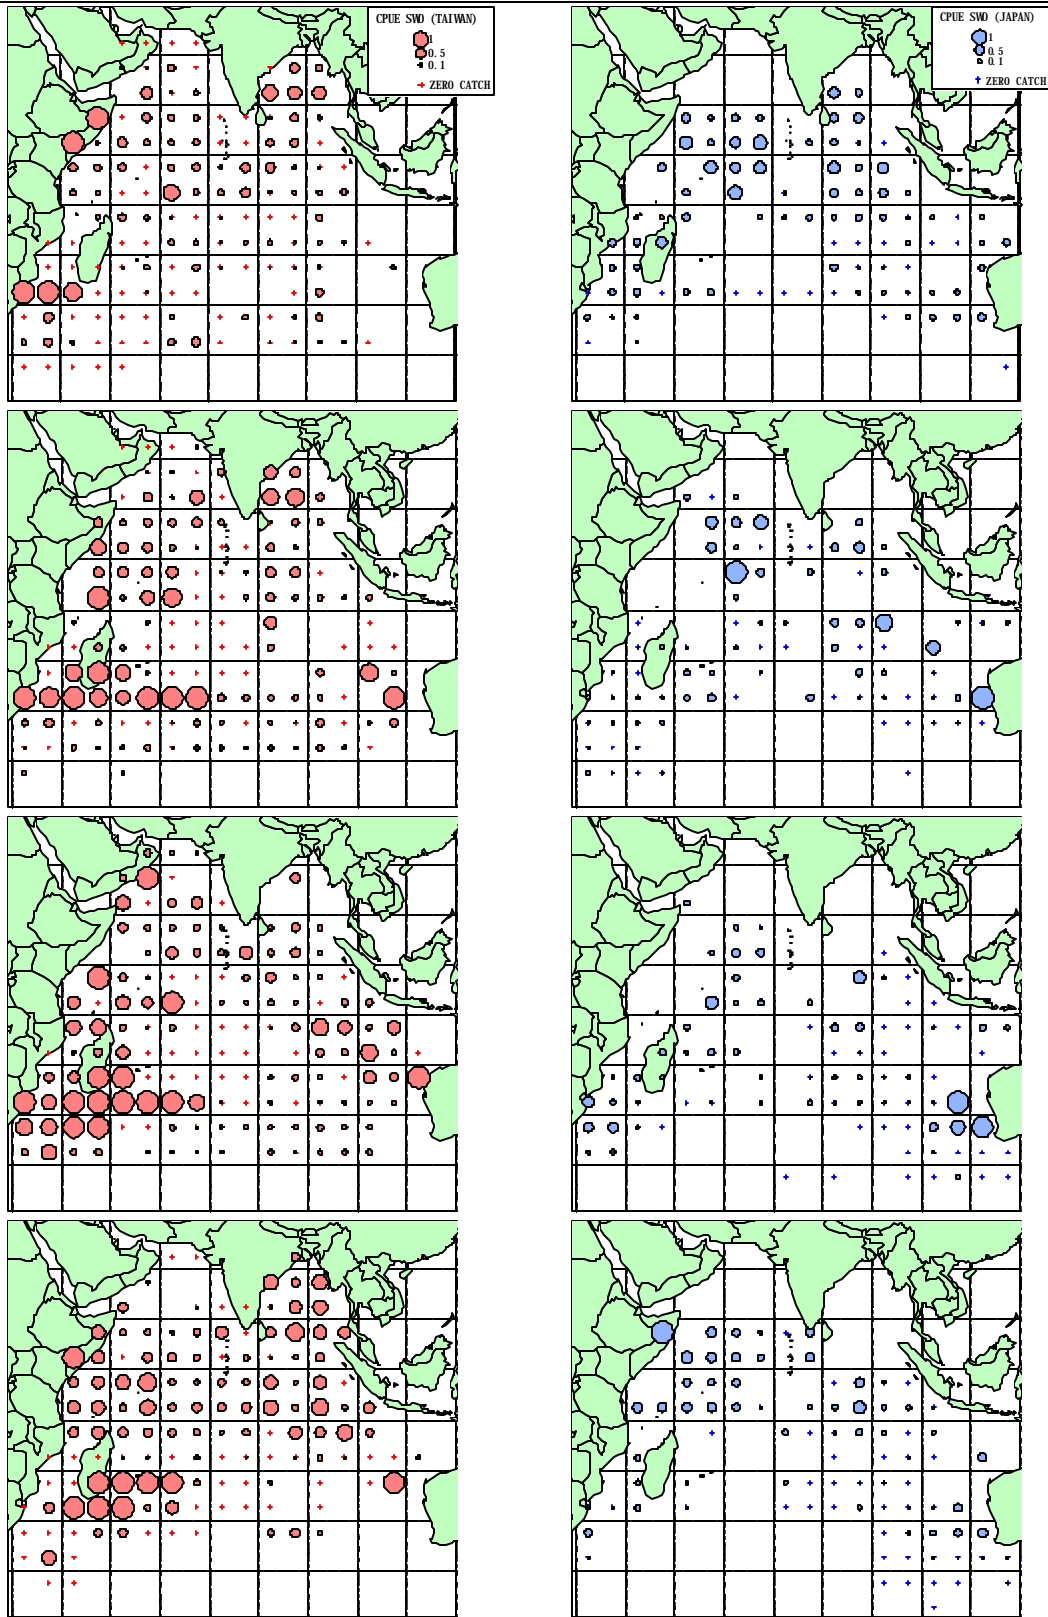 CPUE SWO (TAIWAN)
1
0.5
0.1
+ ZERO CATCH
CPUE SWO (JAPAN)
1
0.5
0.1
+ ZERO CATCH